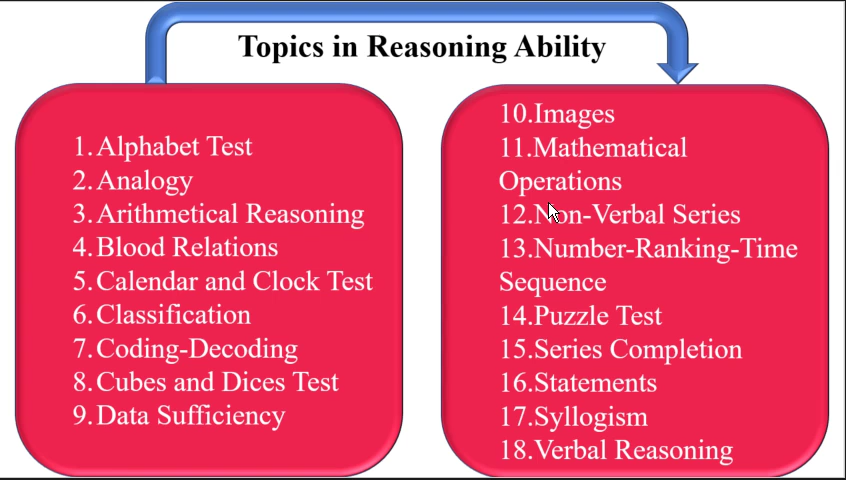 Topics in Reasoning Ability
1. Alphabet Test
2. Analogy
3. Arithmetical Reasoning
4. Blood Relations
5. Calendar and Clock Test
6. Classification
7. Coding-Decoding
8. Cubes and Dices Test
9. Data Sufficiency
10.Images
11.Mathematical
Operations
12.Non-Verbal Series
13.Number-Ranking-Time
Sequence
14.Puzzle Test
15.Series Completion
16.Statements
17.Syllogism
18.Verbal Reasoning